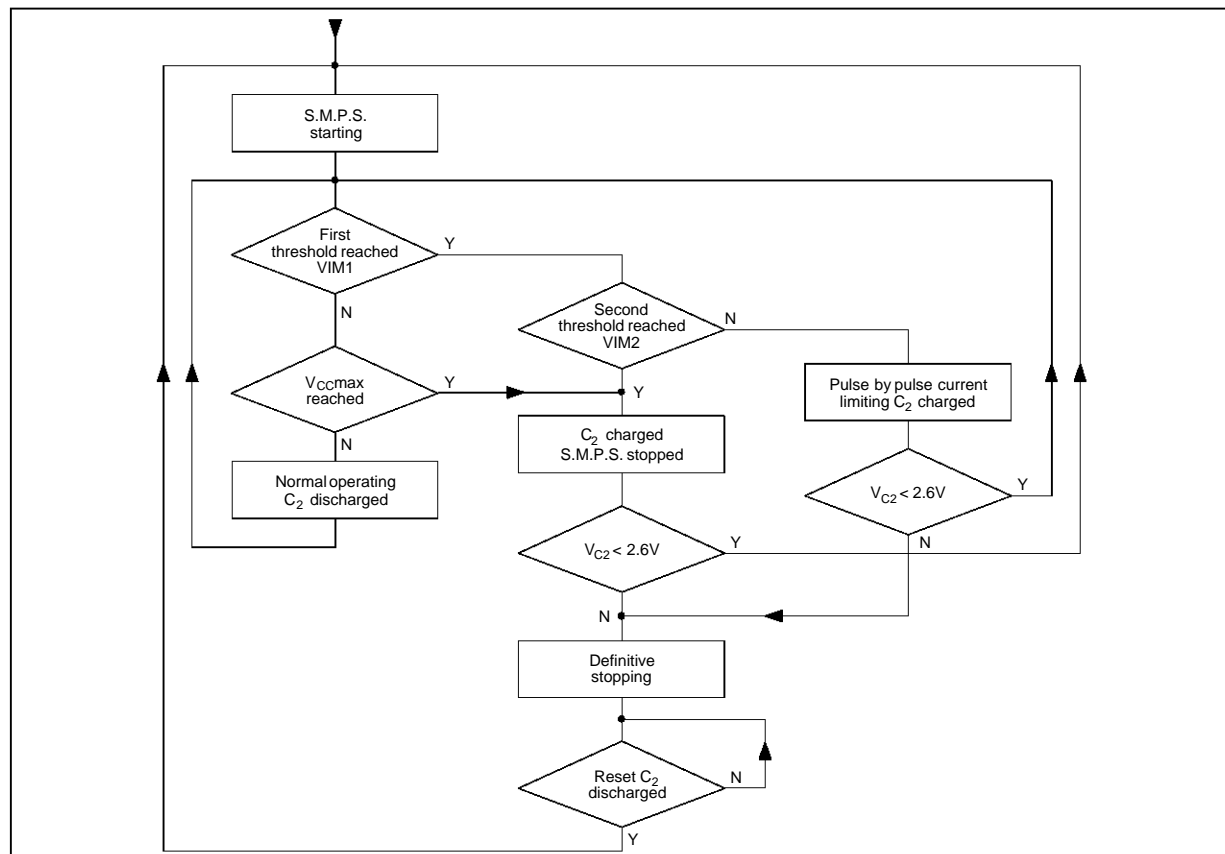 S.M.P.S.
starting
First
threshold reached
VIM1
Y
N
Second
threshold reached
VIM2
N
Y
VCCmax
reached
Y
N
Pulse by pulse current
limiting C2 charged
C2 charged
S.M.P.S. stopped
Normal operating
C2 discharged
VC2 < 2.6V
Y
N
VC2 < 2.6V
Y
N
Definitive
stopping
Reset C2
discharged
N
Y